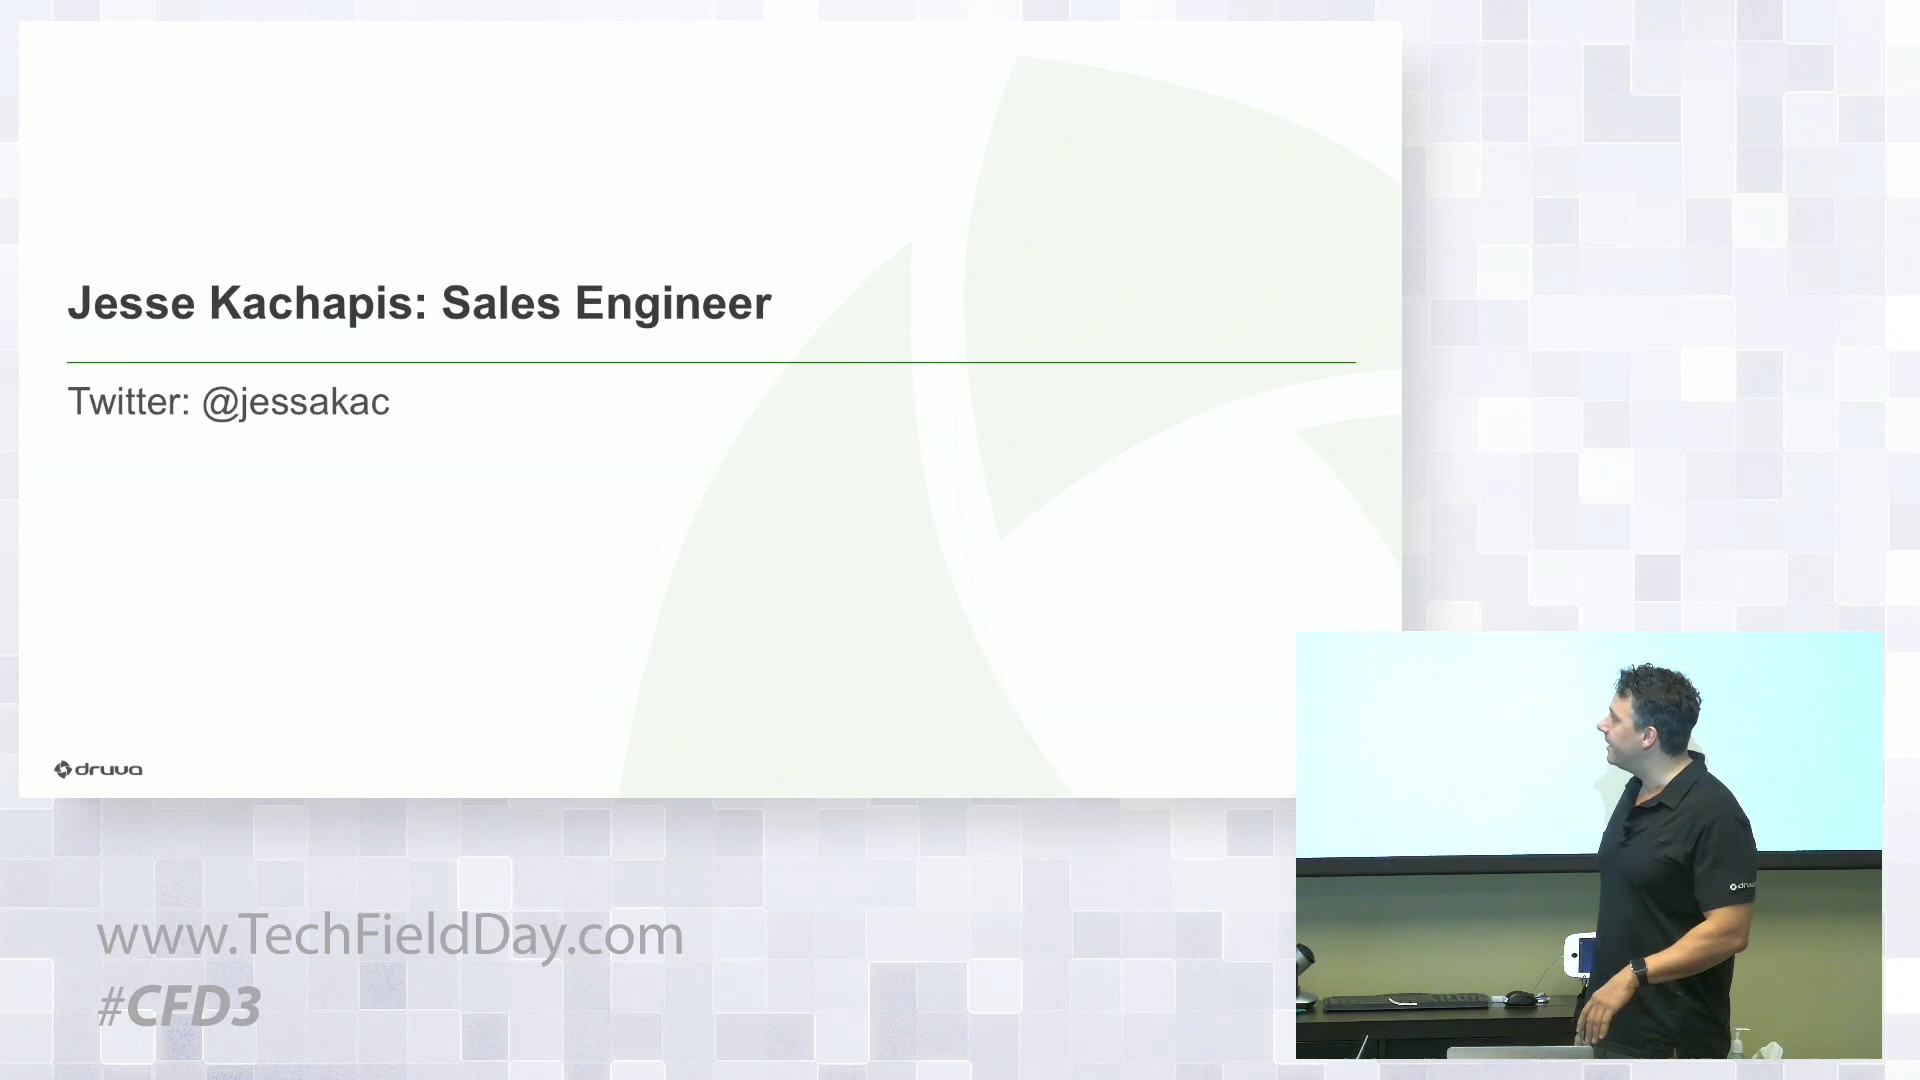 Jesse Kachapis: Sales Engineer
Twitter: @jessakac
druva
www.TechFieldDay.com
#CFD3